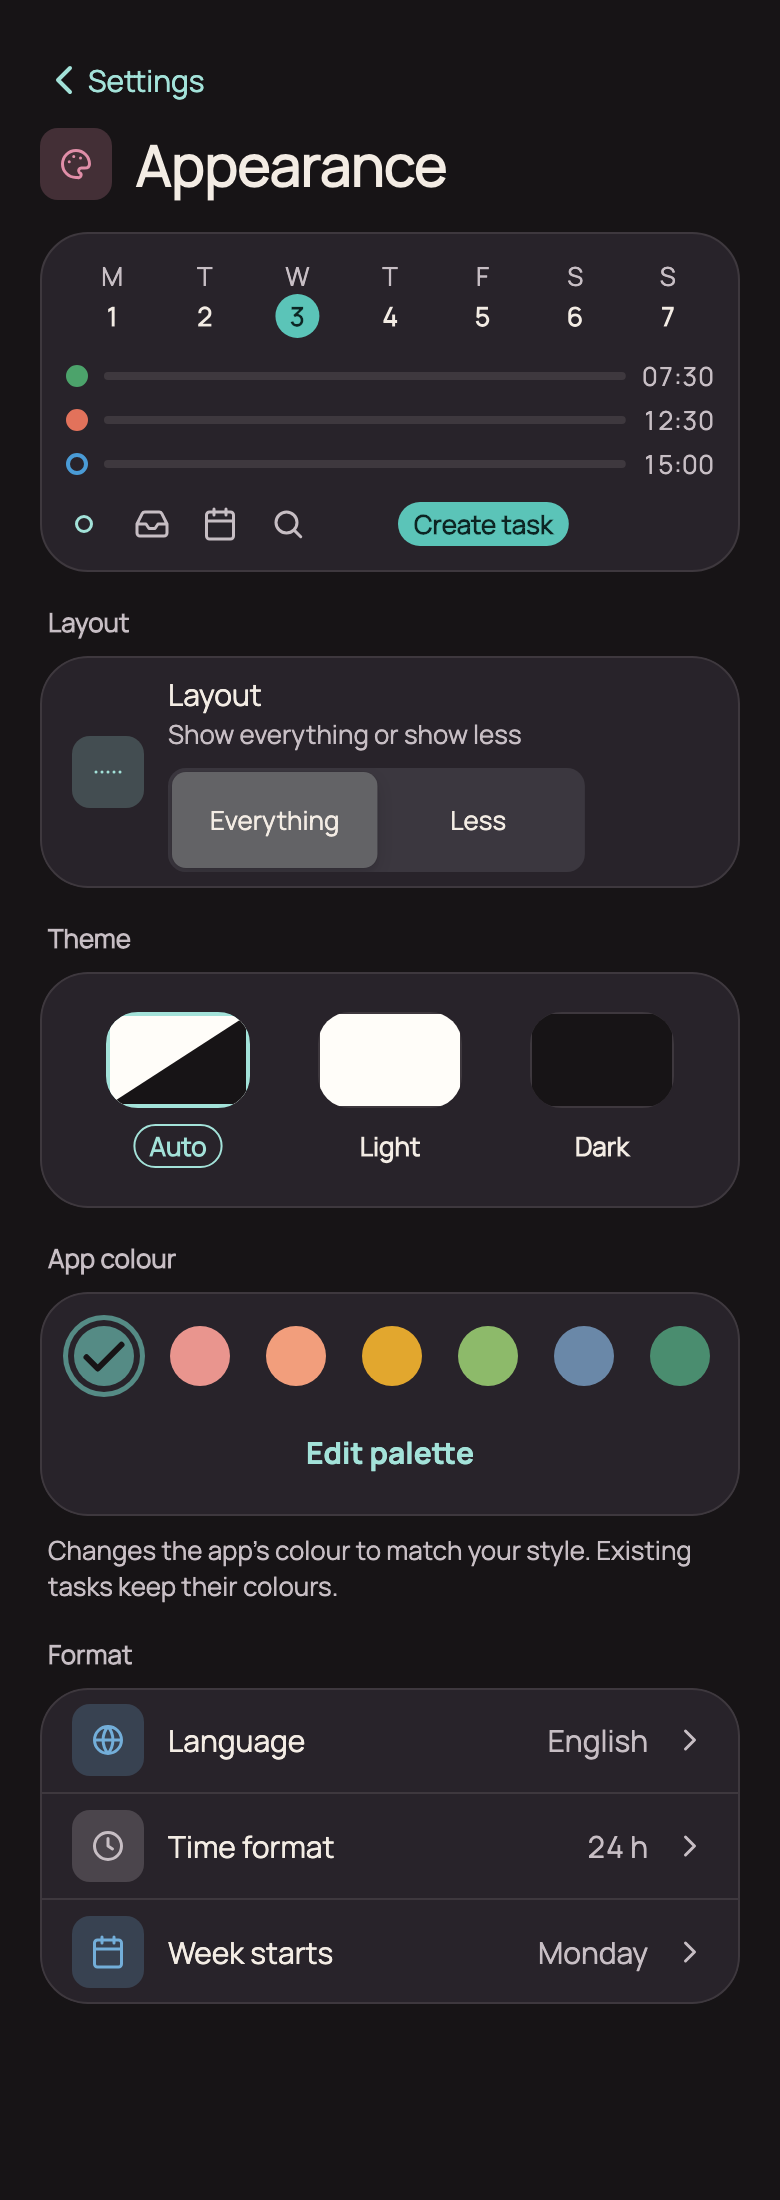 Settings
Appearance
M T W T F S S
1 2 3 4 5 6 7
07:30
12:30
15:00
Create task
Layout
Layout
Show everything or show less
Everything Less
Theme
Auto Light Dark
App colour
Edit palette
Changes the app’s colour to match your style. Existing
tasks keep their colours.
Format
Language English
Time format 24 h
Week starts Monday